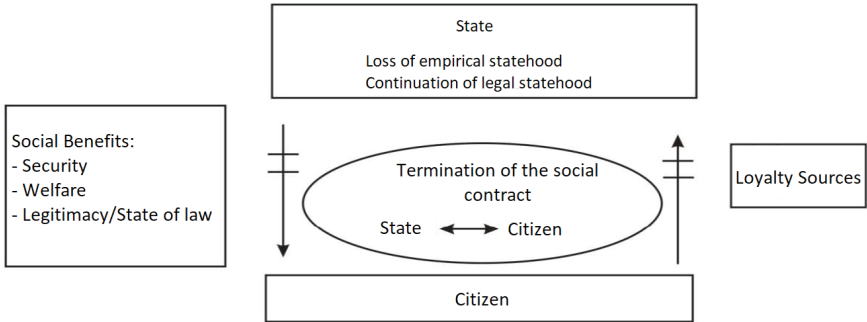 State
Loss of empirical statehood
Continuation of legal statehood
Social Benefits:
- Security
- Welfare
- Legitimacy/State of law
Termination of the social
contract
State
Citizen
Loyalty Sources
Citizen